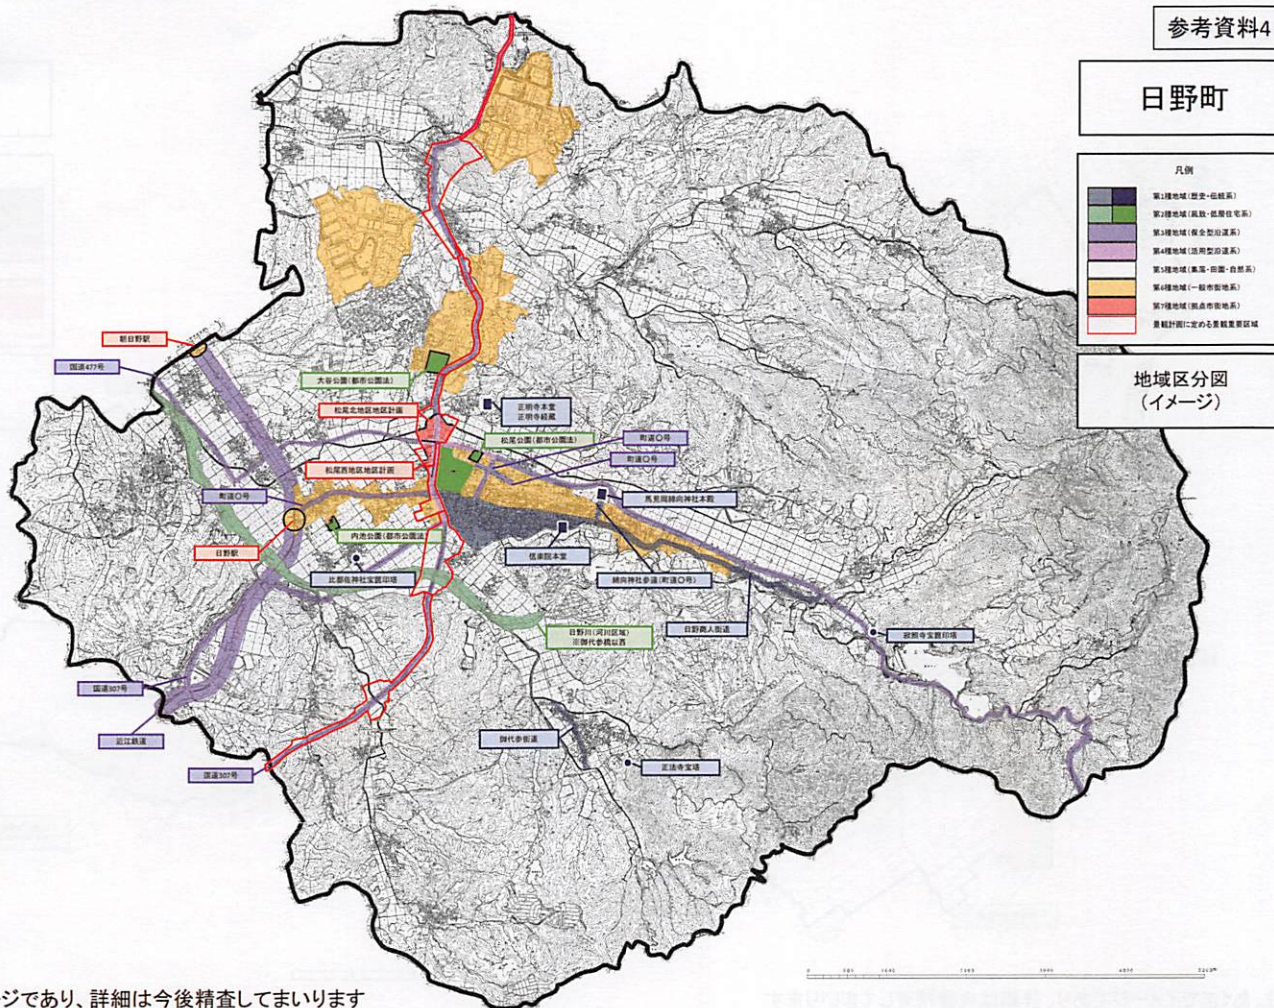 参考資料4
日野町
凡例
第1種地域(歴史・伝統系)
第2種地域(風致・低層住宅系)
第3種地域(保全型沿道系)
第4種地域(活用型沿道系)
第5種地域(集落・田園・自然系)
第6種地域(一般市街地系)
第7種地域(拠点市街地系)
景観計画に定める景観重要区域
地域区分図
(イメージ)
朝日野駅
国道477号
大谷公園(都市公園法)
松尾北地区地区計画
正明寺本堂
正明寺経蔵
松尾公園(都市公園法)
町道〇号
町道〇号
松尾西地区地区計画
町道〇号
馬見岡綿向神社本殿
内池公園(都市公園法)
日野駅
信楽院本堂
比都佐神社宝篋印塔
綿向神社参道(町道〇号)
日野川(河川区域)
※御代参橋以西
日野商人街道
寂照寺宝篋印塔
国道307号
近江鉄道
御代参街道
正法寺宝塔
国道307号
ジであり、詳細は今後精査してまいります